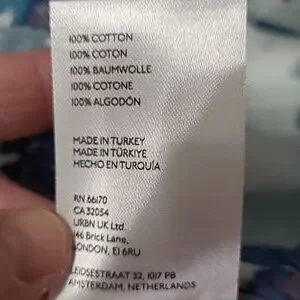 100% COTTON
100% COTON
100% BAUMWOLLE
100% COTONE
100% ALGODÓN
MADE IN TURKEY
MADE IN TÜRKIYE
HECHO EN TURQUÍA
RN 66170
CA 32054
URBN UK Ltd.
146 Brick Lane,
LONDON, E1 6RU
LEIDSESTRAAT 32, 1017 PB
AMSTERDAM, NETHERLANDS